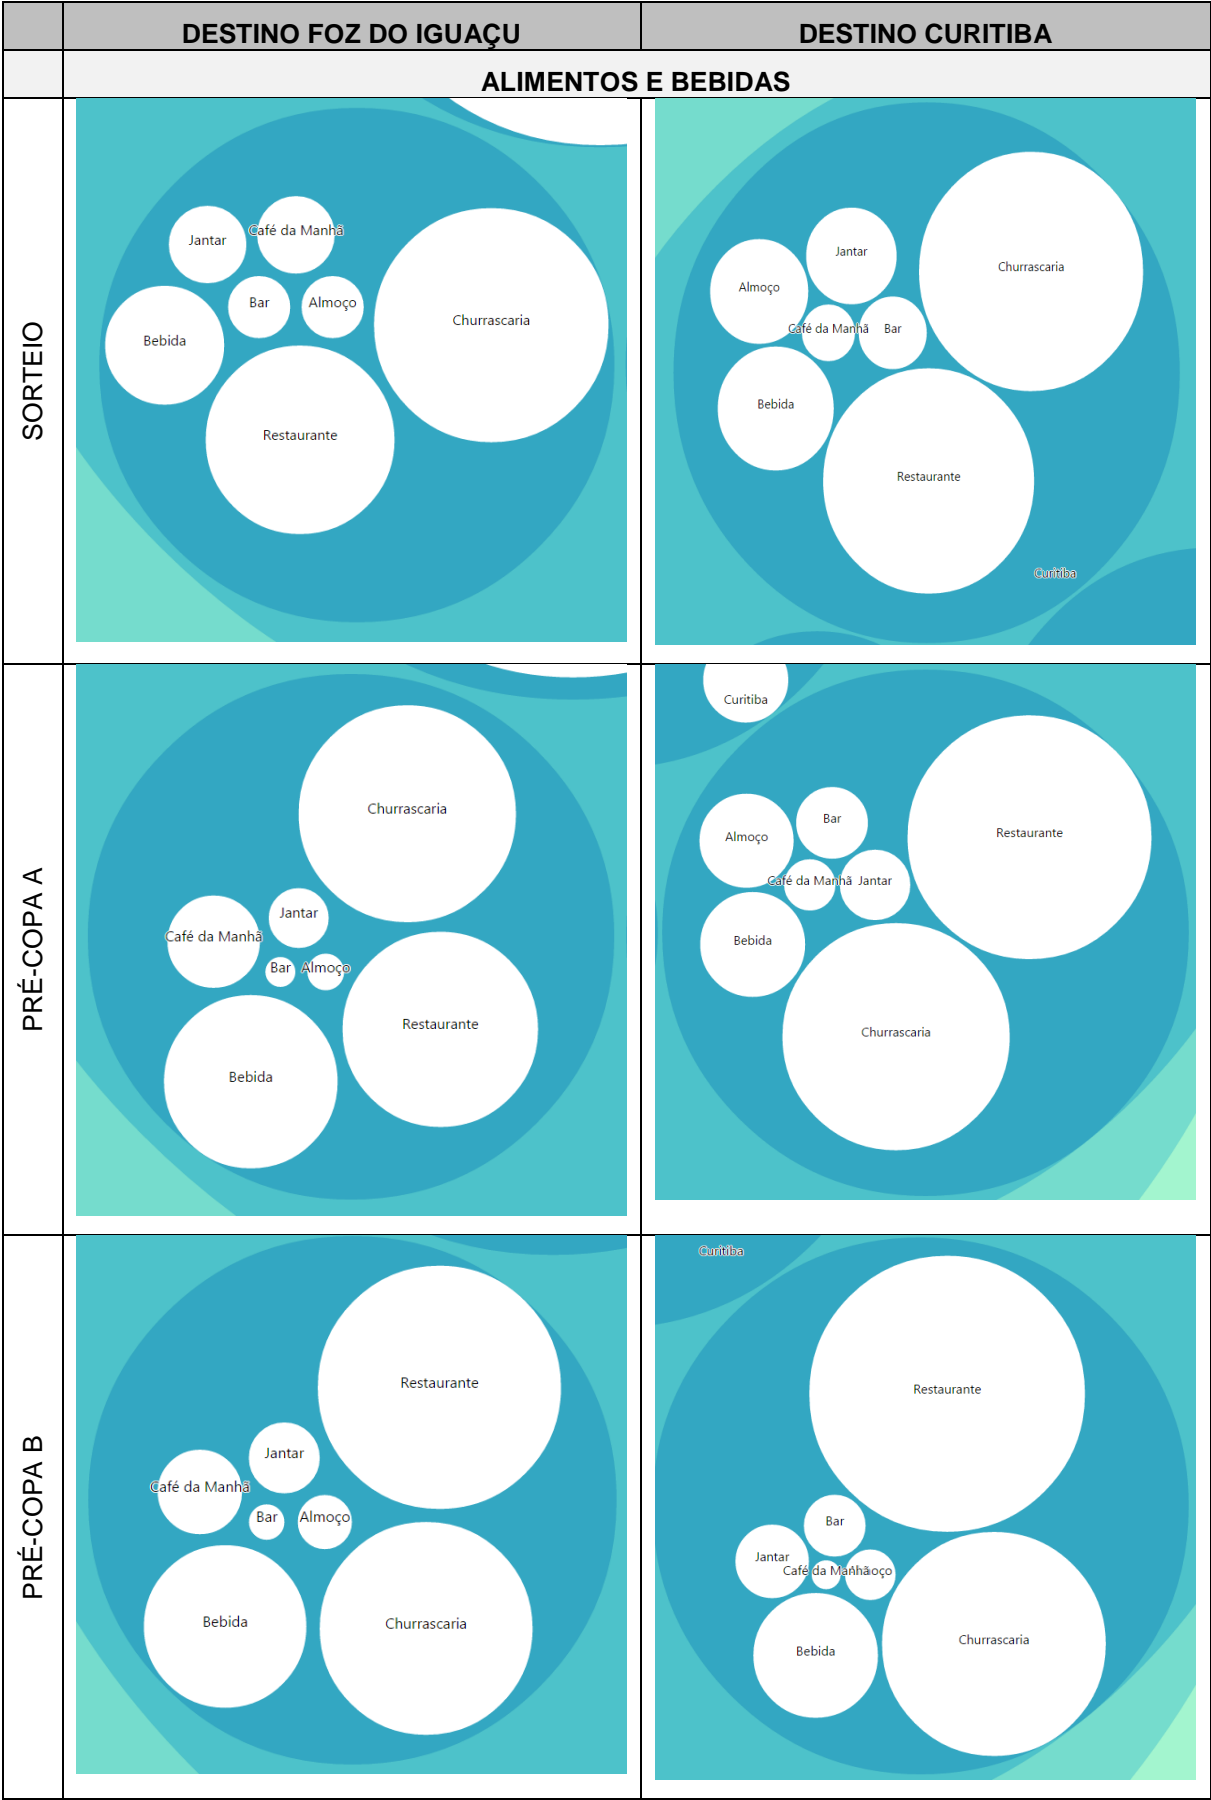 DESTINO FOZ DO IGUAÇU
DESTINO CURITIBA
ALIMENTOS E BEBIDAS
SORTEIO
Jantar
Café da Manhã
Bar
Almoço
Bebida
Churrascaria
Restaurante
Jantar
Churrascaria
Almoço
Café da Manhã
Bar
Bebida
Restaurante
Curitiba
PRÉ-COPA A
Churrascaria
Jantar
Café da Manhã
Bar
Almoço
Restaurante
Bebida
Curitiba
Bar
Almoço
Restaurante
Café da Manhã
Jantar
Bebida
Churrascaria
PRÉ-COPA B
Restaurante
Jantar
Café da Manhã
Bar
Almoço
Bebida
Churrascaria
Curitiba
Restaurante
Bar
Jantar
Café da Manhã
Bebida
Churrascaria